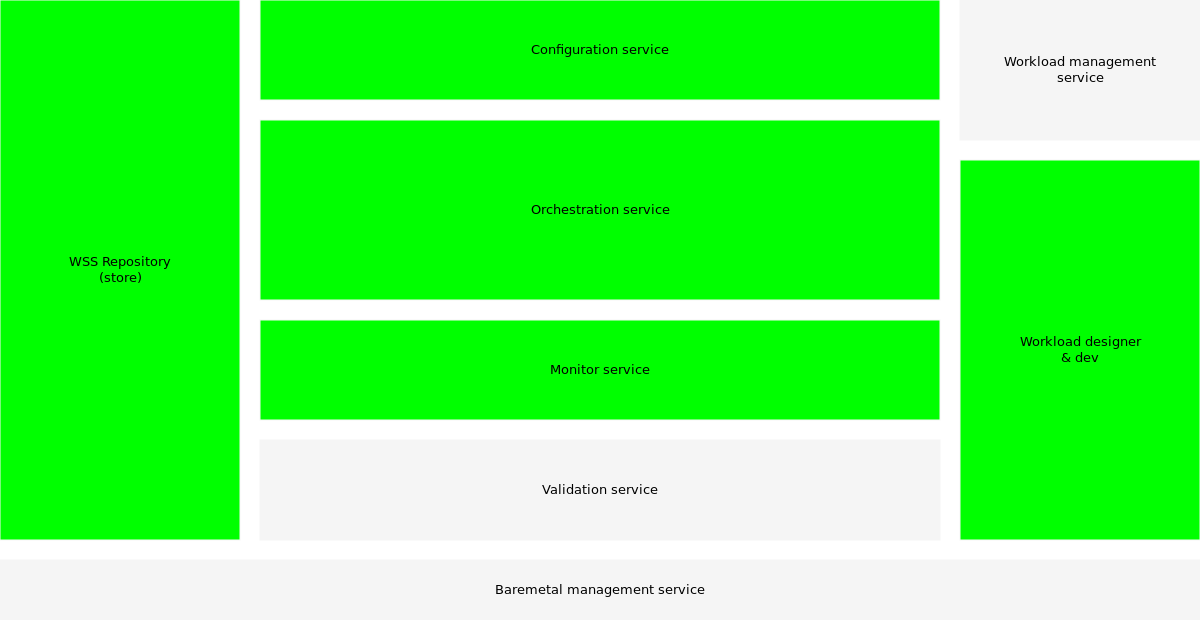 WSS Repository
(store)
Configuration service
Orchestration service
Monitor service
Validation service
Workload management
service
Workload designer
& dev
Baremetal management service